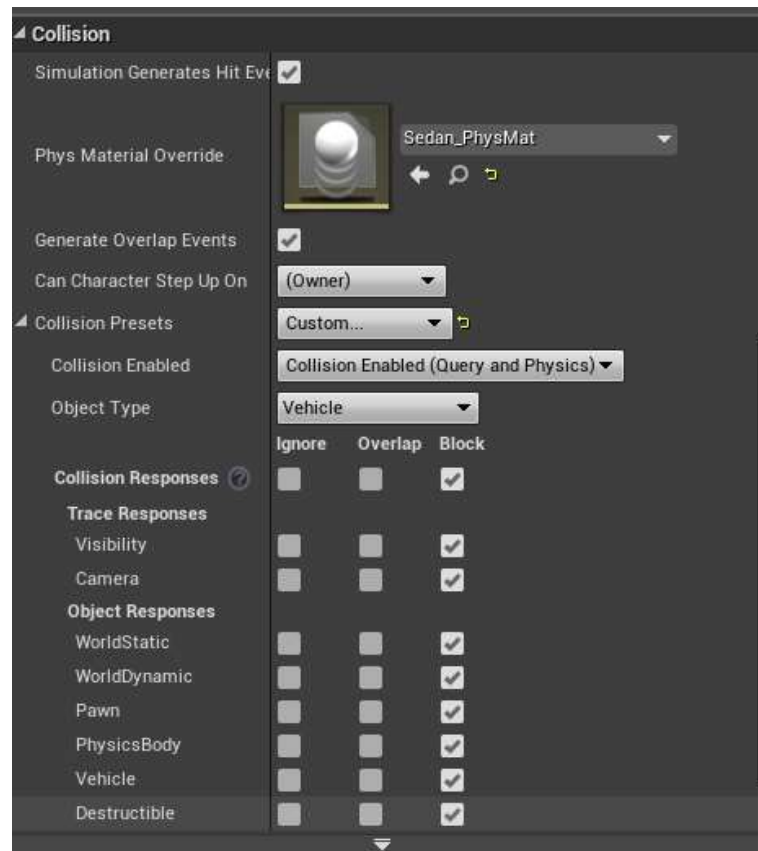 Collision
Simulation Generates Hit Eve
Phys Material Override
Sedan_PhysMat
Generate Overlap Events
Can Character Step Up On (Owner)
Collision Presets Custom...
Collision Enabled Collision Enabled (Query and Physics)
Object Type Vehicle
Ignore Overlap Block
Collision Responses ?
Trace Responses
Visibility
Camera
Object Responses
WorldStatic
WorldDynamic
Pawn
PhysicsBody
Vehicle
Destructible